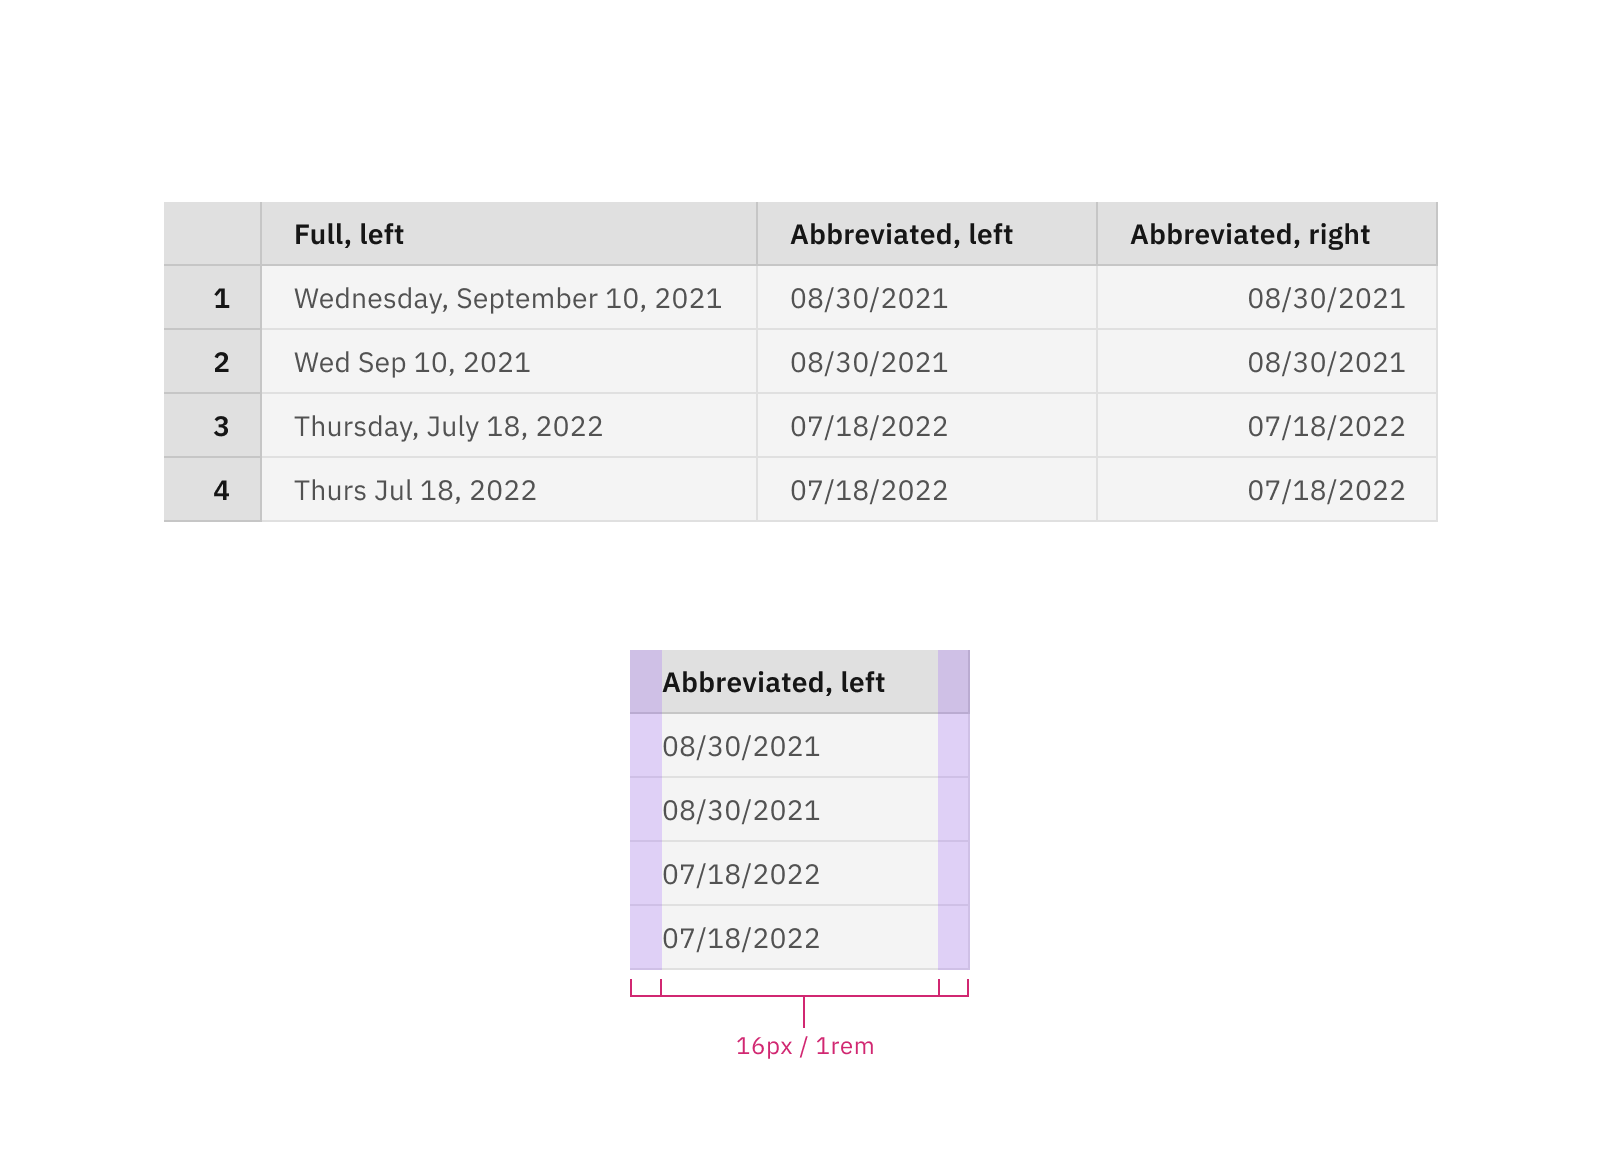 Full, left Abbreviated, left Abbreviated, right
1 Wednesday, September 10, 2021 08/30/2021 08/30/2021
2 Wed Sep 10, 2021 08/30/2021 08/30/2021
3 Thursday, July 18, 2022 07/18/2022 07/18/2022
4 Thurs Jul 18, 2022 07/18/2022 07/18/2022
Abbreviated, left
08/30/2021
08/30/2021
07/18/2022
07/18/2022
16px / 1rem